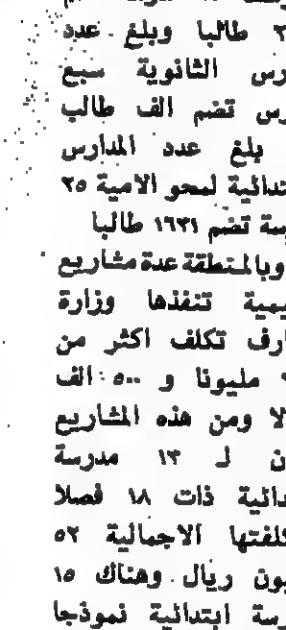 طالبا وبلغ عدد
رس الثانوية سبع
رس تضم الف طالب
بلغ عدد المدارس
تدائية لمحو الامية ٢٥
سة تضم ١٦٣١ طالبا
وبالمنطقة عدة مشاريع
يمية تنفذها وزارة
ارف تكلف اكثر من
مليونا و ٥٠٠ الف
لا ومن هذه المشاريع
ن لـ ١٣ مدرسة
دائية ذات ١٨ فصلا
كلفتها الاجمالية ٥٢
يون ريال وهناك ١٥
رسة ابتدائية نموذجا